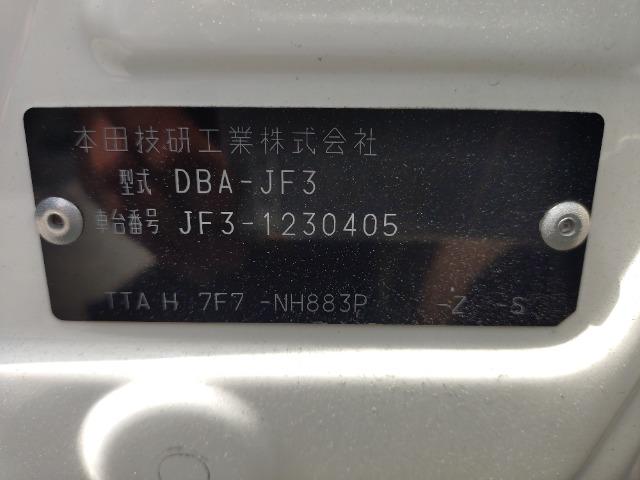 本田技研工業株式会社
型式 DBA-JF3
車台番号 JF3-1230405
TTA H 7F7 -NH883P -Z -S